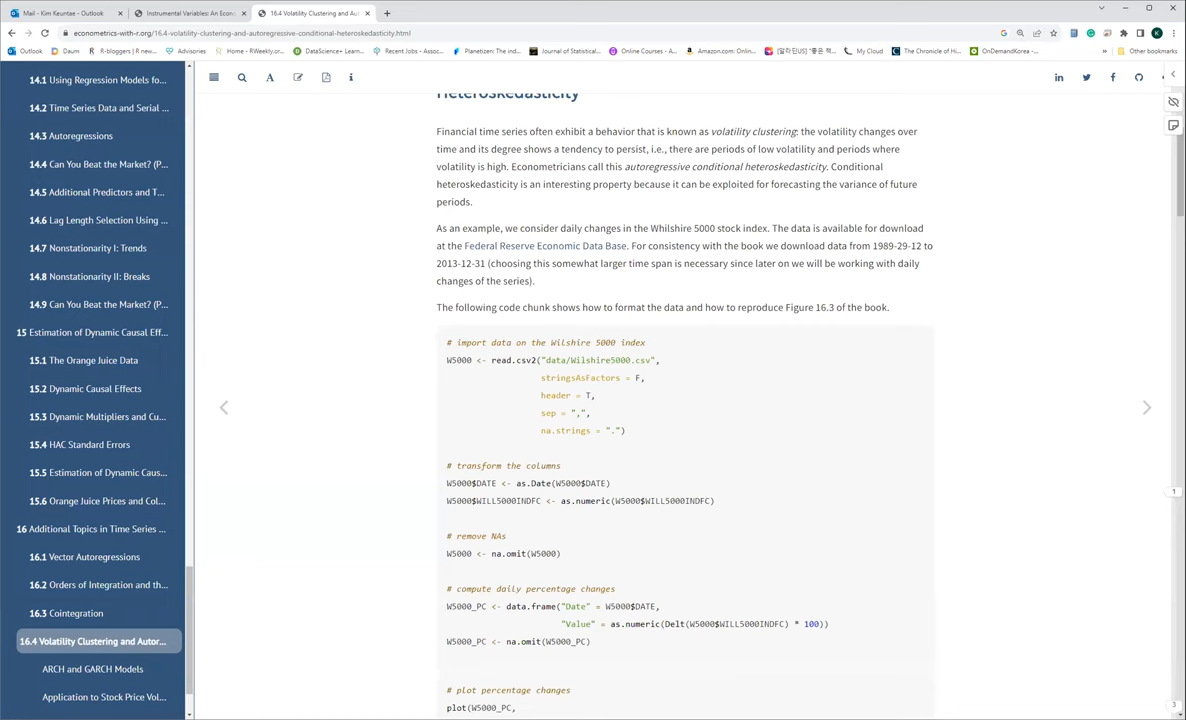 Mail - Kim Keuntae - Outlook
Instrumental Variables: An Econo
16.4 Volatility Clustering and Auto
econometrics-with-r.org/16.4-volatility-clustering-and-autoregressive-conditional-heteroskedasticity.html
Outlook
Daum
R-bloggers | R new...
Advisories
Home - RWeekly.or...
DataScience+ Learn...
Recent Jobs - Assoc...
Planetizen: The ind...
Journal of Statistical...
Online Courses - A...
Amazon.com: Onlin...
[알라딘US] "좋은 책...
My Cloud
The Chronicle of Hi...
OnDemandKorea -...
Other bookmarks
14.1 Using Regression Models fo...
14.2 Time Series Data and Serial ...
14.3 Autoregressions
14.4 Can You Beat the Market? (P...
14.5 Additional Predictors and T...
14.6 Lag Length Selection Using ...
14.7 Nonstationarity I: Trends
14.8 Nonstationarity II: Breaks
14.9 Can You Beat the Market? (P...
15 Estimation of Dynamic Causal Eff...
15.1 The Orange Juice Data
15.2 Dynamic Causal Effects
15.3 Dynamic Multipliers and Cu...
15.4 HAC Standard Errors
15.5 Estimation of Dynamic Caus...
15.6 Orange Juice Prices and Col...
16 Additional Topics in Time Series ...
16.1 Vector Autoregressions
16.2 Orders of Integration and th...
16.3 Cointegration
16.4 Volatility Clustering and Autor...
ARCH and GARCH Models
Application to Stock Price Vol...
Heteroskedasticity
Financial time series often exhibit a behavior that is known as volatility clustering: the volatility changes over
time and its degree shows a tendency to persist, i.e., there are periods of low volatility and periods where
volatility is high. Econometricians call this autoregressive conditional heteroskedasticity. Conditional
heteroskedasticity is an interesting property because it can be exploited for forecasting the variance of future
periods.
As an example, we consider daily changes in the Whilshire 5000 stock index. The data is available for download
at the Federal Reserve Economic Data Base. For consistency with the book we download data from 1989-29-12 to
2013-12-31 (choosing this somewhat larger time span is necessary since later on we will be working with daily
changes of the series).
The following code chunk shows how to format the data and how to reproduce Figure 16.3 of the book.
# import data on the Wilshire 5000 index
W5000 <- read.csv2("data/Wilshire5000.csv",
stringsAsFactors = F,
header = T,
sep = ",",
na.strings = ".")
# transform the columns
W5000$DATE <- as.Date(W5000$DATE)
W5000$WILL5000INDFC <- as.numeric(W5000$WILL5000INDFC)
# remove NAs
W5000 <- na.omit(W5000)
# compute daily percentage changes
W5000_PC <- data.frame("Date" = W5000$DATE,
"Value" = as.numeric(Delt(W5000$WILL5000INDFC) * 100))
W5000_PC <- na.omit(W5000_PC)
# plot percentage changes
plot(W5000_PC,
1
3